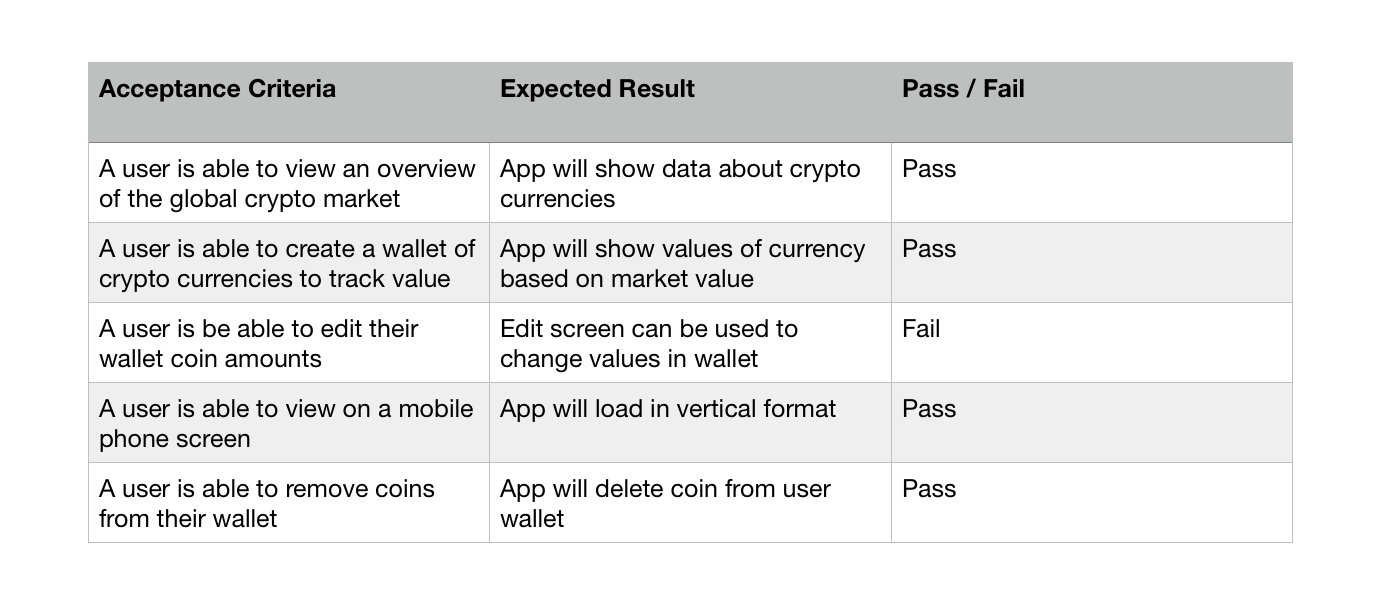 Acceptance Criteria
Expected Result
Pass / Fail
A user is able to view an overview
of the global crypto market
App will show data about crypto
currencies
Pass
A user is able to create a wallet of
crypto currencies to track value
App will show values of currency
based on market value
Pass
A user is be able to edit their
wallet coin amounts
Edit screen can be used to
change values in wallet
Fail
A user is able to view on a mobile
phone screen
App will load in vertical format
Pass
A user is able to remove coins
from their wallet
App will delete coin from user
wallet
Pass